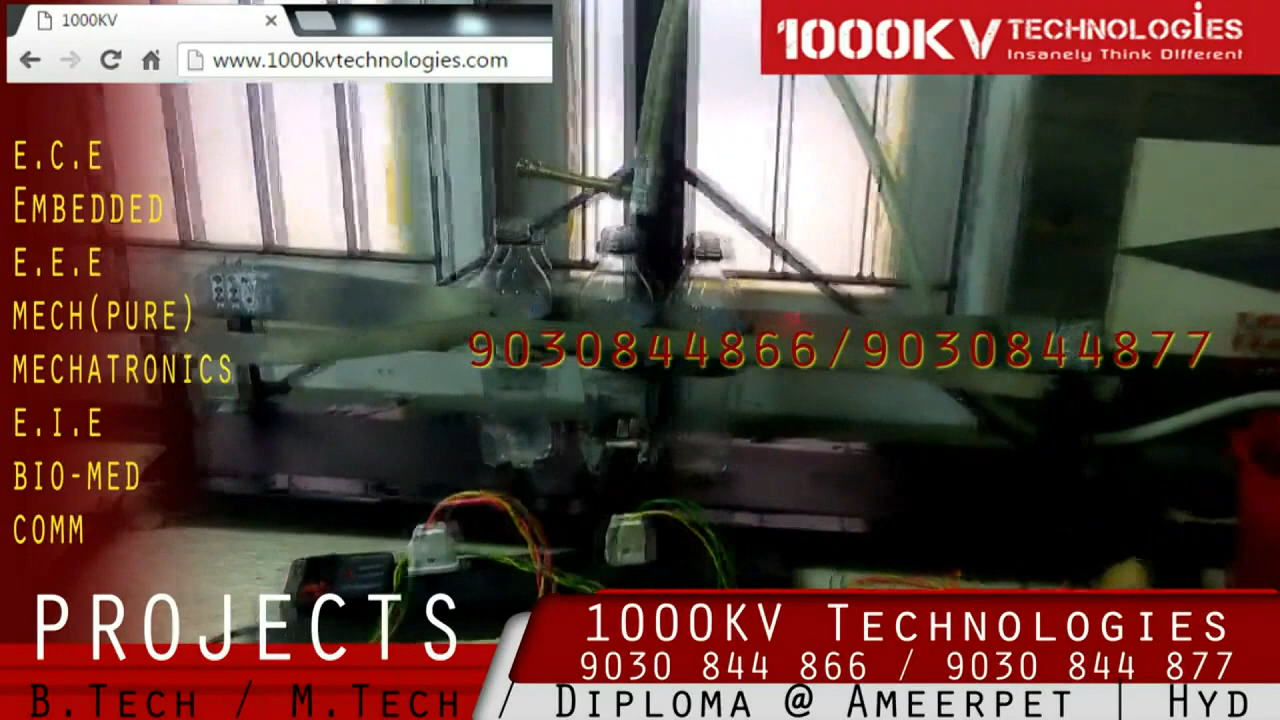 1000KV
www.1000kvtechnologies.com
1000KV TECHNOLOGIES
Insanely Think Different
E.C.E
EMBEDDED
E.E.E
MECH(PURE)
MECHATRONICS
E.I.E
BIO-MED
COMM
9030844866/9030844877
PROJECTS
1000KV TECHNOLOGIES
9030 844 866 / 9030 844 877
B.TECH / M.TECH / DIPLOMA @ AMEERPET | HYD